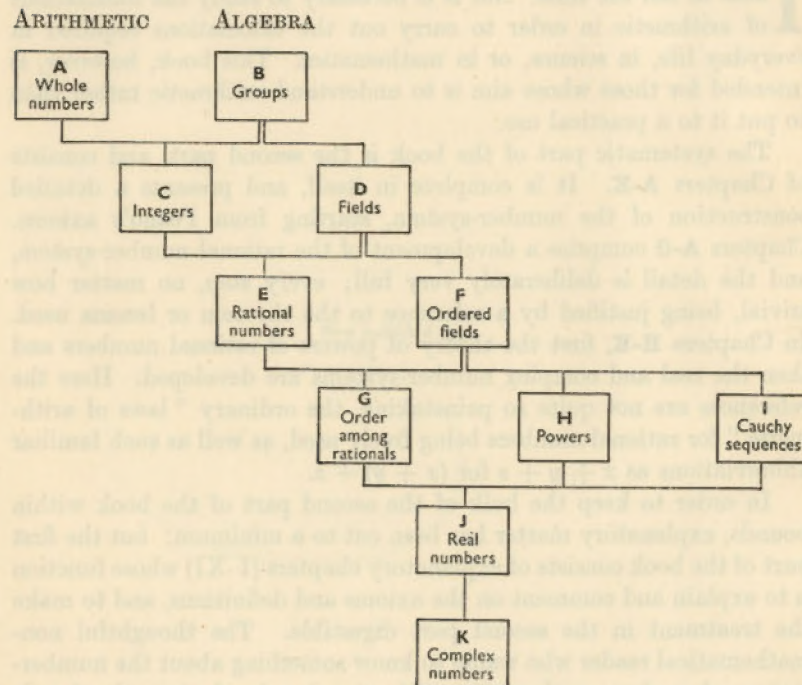 ARITHMETIC ALGEBRA
A
Whole
numbers
B
Groups
C
Integers
D
Fields
E
Rational
numbers
F
Ordered
fields
G
Order
among
rationals
H
Powers
I
Cauchy
sequences
J
Real
numbers
K
Complex
numbers